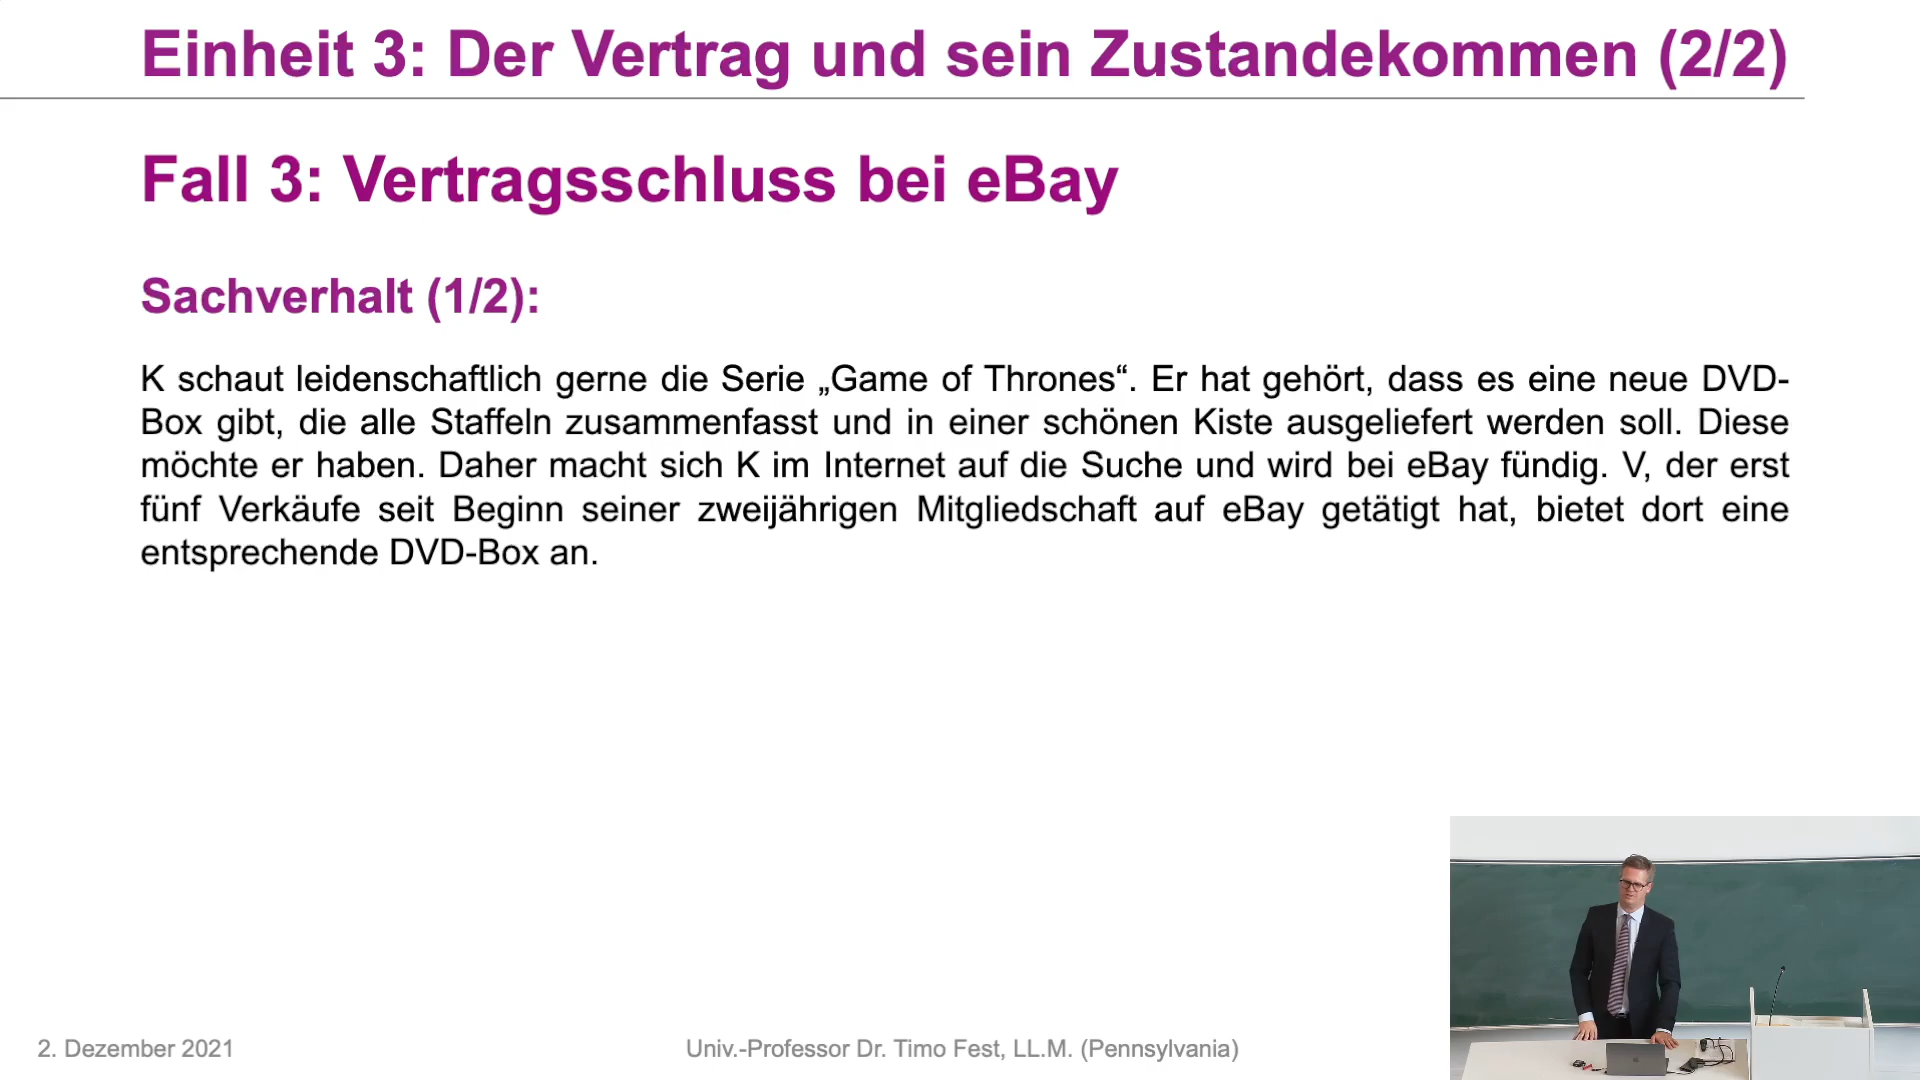 Einheit 3: Der Vertrag und sein Zustandekommen (2/2)
Fall 3: Vertragsschluss bei eBay
Sachverhalt (1/2):
K schaut leidenschaftlich gerne die Serie „Game of Thrones“. Er hat gehört, dass es eine neue DVD-
Box gibt, die alle Staffeln zusammenfasst und in einer schönen Kiste ausgeliefert werden soll. Diese
möchte er haben. Daher macht sich K im Internet auf die Suche und wird bei eBay fündig. V, der erst
fünf Verkäufe seit Beginn seiner zweijährigen Mitgliedschaft auf eBay getätigt hat, bietet dort eine
entsprechende DVD-Box an.
2. Dezember 2021
Univ.-Professor Dr. Timo Fest, LL.M. (Pennsylvania)